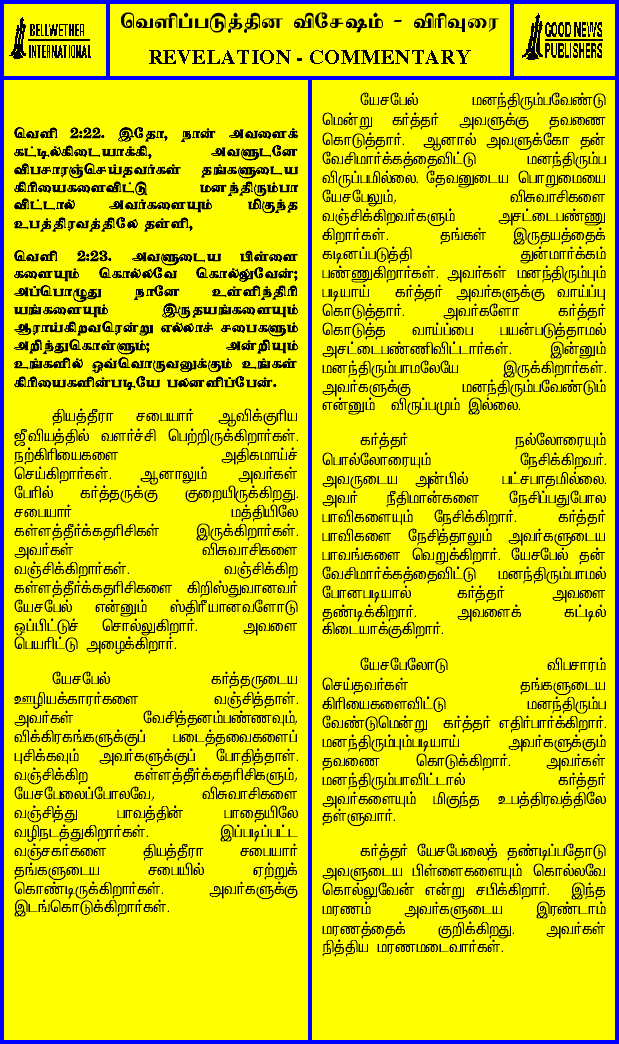 BELLWETHER
INTERNATIONAL
வெளிப்படுத்தின விசேஷம் - விரிவுரை
REVELATION - COMMENTARY
GOOD NEWS
PUBLISHERS
வெளி 2:22. இதோ, நான் அவளைக்
கட்டில்கிடையாக்கி, அவளுடனே
விபசாரஞ்செய்தவர்கள் தங்களுடைய
கிரியைகளைவிட்டு மனந்திரும்பா
விட்டால் அவர்களையும் மிகுந்த
உபத்திரவத்திலே தள்ளி,
வெளி 2:23. அவளுடைய பிள்ளை
களையும் கொல்லவே கொல்லுவேன்;
அப்பொழுது நானே உள்ளிந்திரி
யங்களையும் இருதயங்களையும்
ஆராய்கிறவரென்று எல்லாச் சபைகளும்
அறிந்துகொள்ளும்; அன்றியும்
உங்களில் ஒவ்வொருவனுக்கும் உங்கள்
கிரியைகளின்படியே பலனளிப்பேன்.
தியத்தீரா சபையார் ஆவிக்குரிய
ஜீவியத்தில் வளர்ச்சி பெற்றிருக்கிறார்கள்.
நற்கிரியைகளை அதிகமாய்ச்
செய்கிறார்கள். ஆனாலும் அவர்கள்
பேரில் கர்த்தருக்கு குறையிருக்கிறது.
சபையார் மத்தியிலே
கள்ளத்தீர்க்கதரிசிகள் இருக்கிறார்கள்.
அவர்கள் விசுவாசிகளை
வஞ்சிக்கிறார்கள். வஞ்சிக்கிற
கள்ளத்தீர்க்கதரிசிகளை கிறிஸ்துவானவர்
யேசபேல் என்னும் ஸ்திரீயானவளோடு
ஒப்பிட்டுச் சொல்லுகிறார். அவளை
பெயரிட்டு அழைக்கிறார்.
யேசபேல் கர்த்தருடைய
ஊழியக்காரர்களை வஞ்சித்தாள்.
அவர்கள் வேசித்தனம்பண்ணவும்,
விக்கிரகங்களுக்குப் படைத்தவைகளைப்
புசிக்கவும் அவர்களுக்குப் போதித்தாள்.
வஞ்சிக்கிற கள்ளத்தீர்க்கதரிசிகளும்,
யேசபேலைப்போலவே, விசுவாசிகளை
வஞ்சித்து பாவத்தின் பாதையிலே
வழிநடத்துகிறார்கள். இப்படிப்பட்ட
வஞ்சகர்களை தியத்தீரா சபையார்
தங்களுடைய சபையில் ஏற்றுக்
கொண்டிருக்கிறார்கள். அவர்களுக்கு
இடங்கொடுக்கிறார்கள்.
யேசபேல் மனந்திரும்பவேண்டு
மென்று கர்த்தர் அவளுக்கு தவணை
கொடுத்தார். ஆனால் அவளுக்கோ தன்
வேசிமார்க்கத்தைவிட்டு மனந்திரும்ப
விருப்பமில்லை. தேவனுடைய பொறுமையை
யேசபேலும், விசுவாசிகளை
வஞ்சிக்கிறவர்களும் அசட்டைபண்ணு
கிறார்கள். தங்கள் இருதயத்தைக்
கடினப்படுத்தி துன்மார்க்கம்
பண்ணுகிறார்கள். அவர்கள் மனந்திரும்பும்
படியாய் கர்த்தர் அவர்களுக்கு வாய்ப்பு
கொடுத்தார். அவர்களோ கர்த்தர்
கொடுத்த வாய்ப்பை பயன்படுத்தாமல்
அசட்டைபண்ணிவிட்டார்கள். இன்னும்
மனந்திரும்பாமலேயே இருக்கிறார்கள்.
அவர்களுக்கு மனந்திரும்பவேண்டும்
என்னும் விருப்பமும் இல்லை.
கர்த்தர் நல்லோரையும்
பொல்லோரையும் நேசிக்கிறவர்.
அவருடைய அன்பில் பட்சபாதமில்லை.
அவர் நீதிமான்களை நேசிப்பதுபோல
பாவிகளையும் நேசிக்கிறார். கர்த்தர்
பாவிகளை நேசித்தாலும் அவர்களுடைய
பாவங்களை வெறுக்கிறார். யேசபேல் தன்
வேசிமார்க்கத்தைவிட்டு மனந்திரும்பாமல்
போனபடியால் கர்த்தர் அவளை
தண்டிக்கிறார். அவளைக் கட்டில்
கிடையாக்குகிறார்.
யேசபேலோடு விபசாரம்
செய்தவர்கள் தங்களுடைய
கிரியைகளைவிட்டு மனந்திரும்ப
வேண்டுமென்று கர்த்தர் எதிர்பார்க்கிறார்.
மனந்திரும்பும்படியாய் அவர்களுக்கும்
தவணை கொடுக்கிறார். அவர்கள்
மனந்திரும்பாவிட்டால் கர்த்தர்
அவர்களையும் மிகுந்த உபத்திரவத்திலே
தள்ளுவார்.
கர்த்தர் யேசபேலைத் தண்டிப்பதோடு
அவளுடைய பிள்ளைகளையும் கொல்லவே
கொல்லுவேன் என்று சபிக்கிறார். இந்த
மரணம் அவர்களுடைய இரண்டாம்
மரணத்தைக் குறிக்கிறது. அவர்கள்
நித்திய மரணமடைவார்கள்.